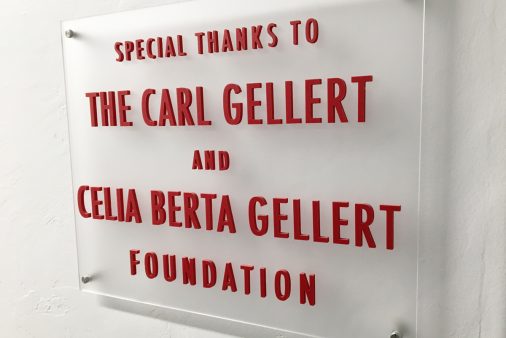 SPECIAL THANKS TO
THE CARL GELLERT
AND
CELIA BERTA GELLERT
FOUNDATION